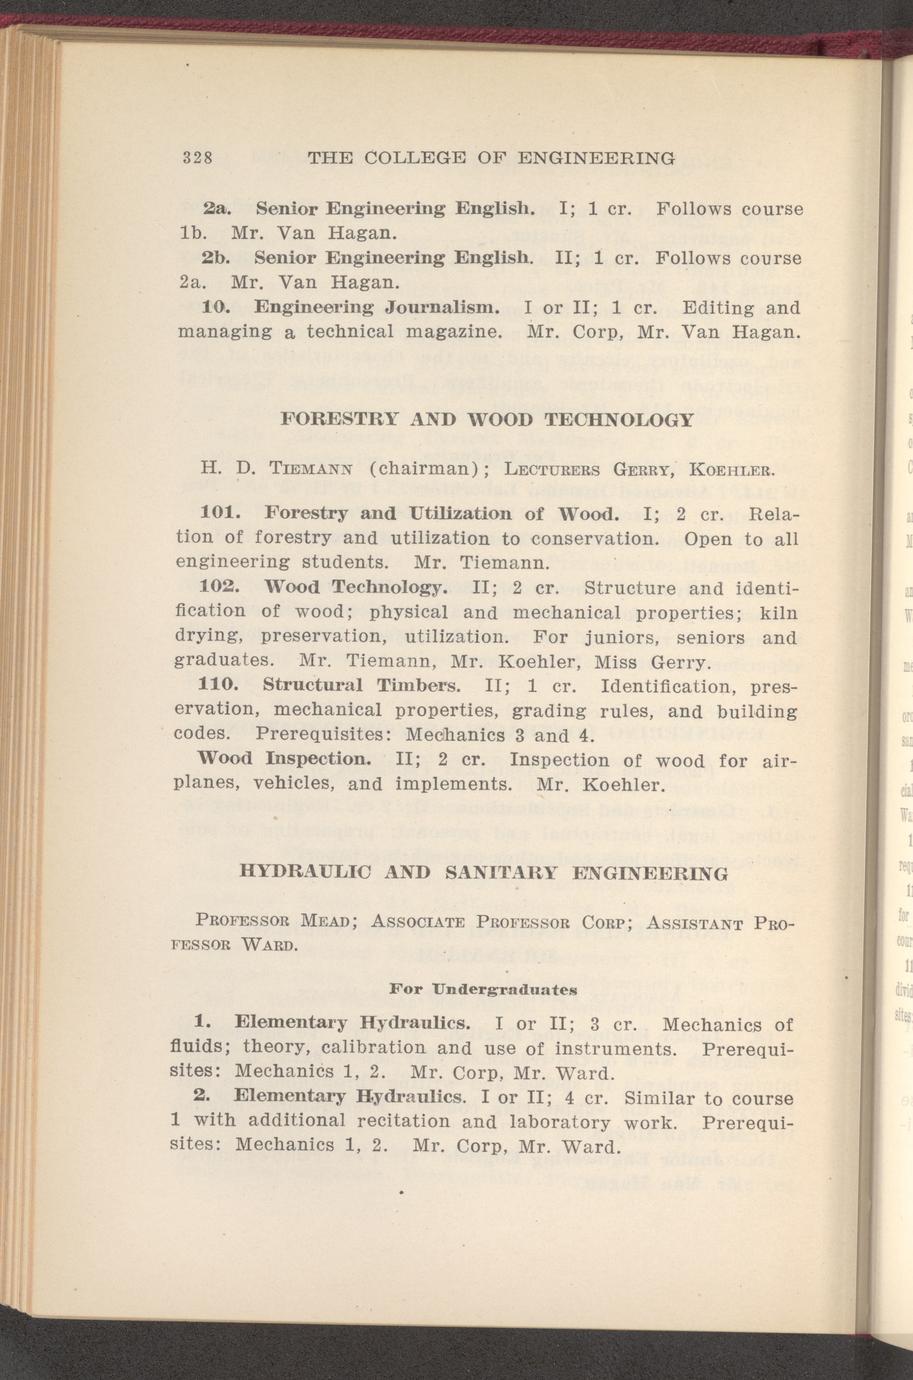 328 THE COLLEGE OF ENGINEERING
2a. Senior Engineering English. I; 1 cr. Follows course
1b. Mr. Van Hagan.
2b. Senior Engineering English. II; 1 cr. Follows course
2a. Mr. Van Hagan.
10. Engineering Journalism. I or II; 1 cr. Editing and
managing a technical magazine. Mr. Corp, Mr. Van Hagan.
FORESTRY AND WOOD TECHNOLOGY
H. D. TIEMANN (chairman); LECTURERS GERRY, KOEHLER.
101. Forestry and Utilization of Wood. I; 2 cr. Rela-
tion of forestry and utilization to conservation. Open to all
engineering students. Mr. Tiemann.
102. Wood Technology. II; 2 cr. Structure and identi-
fication of wood; physical and mechanical properties; kiln
drying, preservation, utilization. For juniors, seniors and
graduates. Mr. Tiemann, Mr. Koehler, Miss Gerry.
110. Structural Timbers. II; 1 cr. Identification, pres-
ervation, mechanical properties, grading rules, and building
codes. Prerequisites: Mechanics 3 and 4.
Wood Inspection. II; 2 cr. Inspection of wood for air-
planes, vehicles, and implements. Mr. Koehler.
HYDRAULIC AND SANITARY ENGINEERING
PROFESSOR MEAD; ASSOCIATE PROFESSOR CORP; ASSISTANT PRO-
FESSOR WARD.
For Undergraduates
1. Elementary Hydraulics. I or II; 3 cr. Mechanics of
fluids; theory, calibration and use of instruments. Prerequi-
sites: Mechanics 1, 2. Mr. Corp, Mr. Ward.
2. Elementary Hydraulics. I or II; 4 cr. Similar to course
1 with additional recitation and laboratory work. Prerequi-
sites: Mechanics 1, 2. Mr. Corp, Mr. Ward.